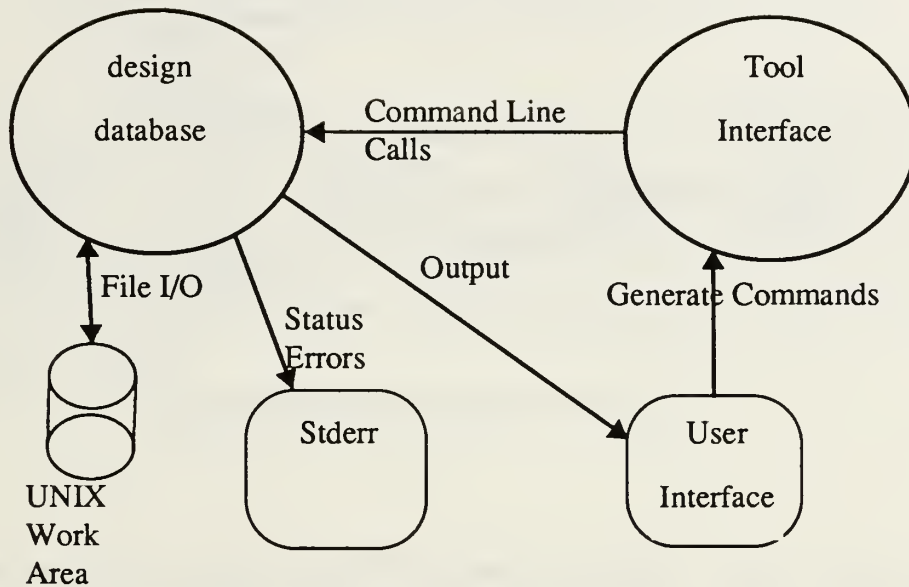 design
database
Tool
Interface
Command Line
Calls
File I/O
Status
Errors
Output
Generate Commands
Stderr
User
Interface
UNIX
Work
Area